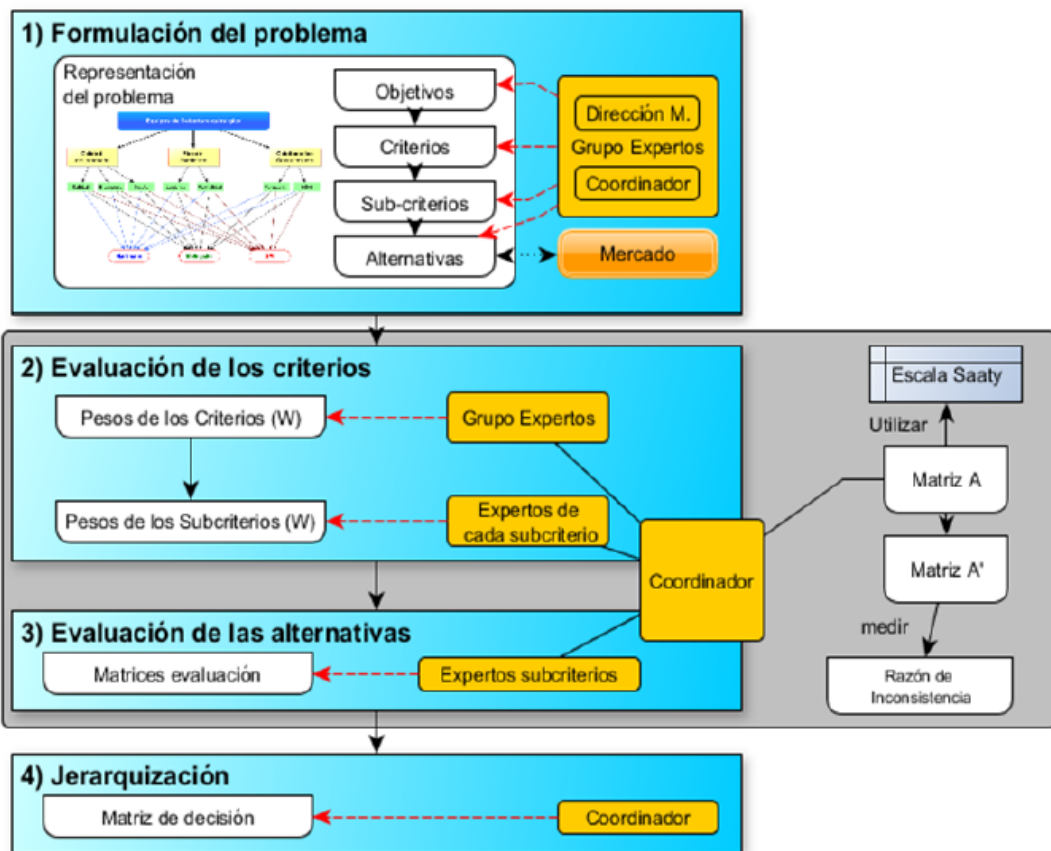 1) Formulación del problema
Representación
del problema
Objetivos
Criterios
Sub-criterios
Alternativas
Dirección M.
Grupo Expertos
Coordinador
Mercado
2) Evaluación de los criterios
Pesos de los Criterios (W)
Grupo Expertos
Pesos de los Subcriterios (W)
Expertos de
cada subcriterio
Coordinador
Escala Saaty
Utilizar
Matriz A
Matriz A'
medir
Razón de
Inconsistencia
3) Evaluación de las alternativas
Matrices evaluación
Expertos subcriterios
4) Jerarquización
Matriz de decisión
Coordinador